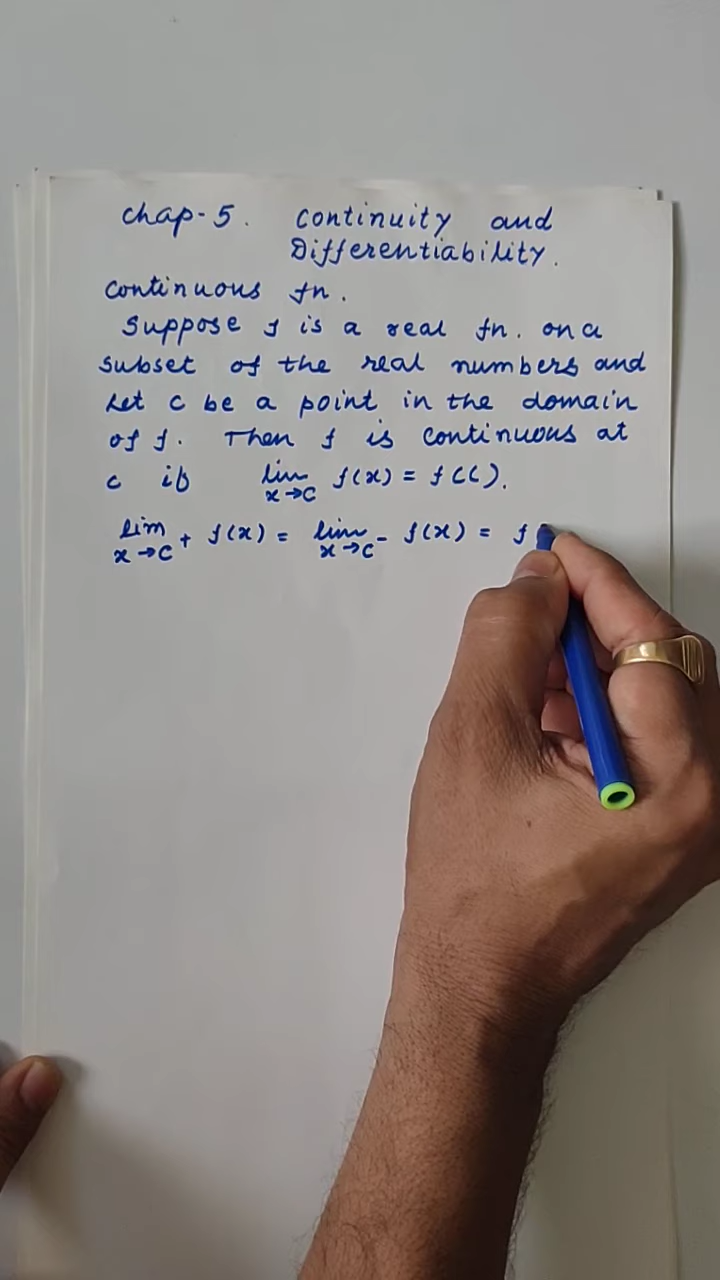 Chap-5. Continuity and
Differentiability.
Continuous fn.
Suppose f is a real fn. on a
subset of the real numbers and
Let c be a point in the domain
of f. Then f is continuous at
c if lim x→c f(x) = f(c).
lim x→c+ f(x) = lim x→c- f(x) = f